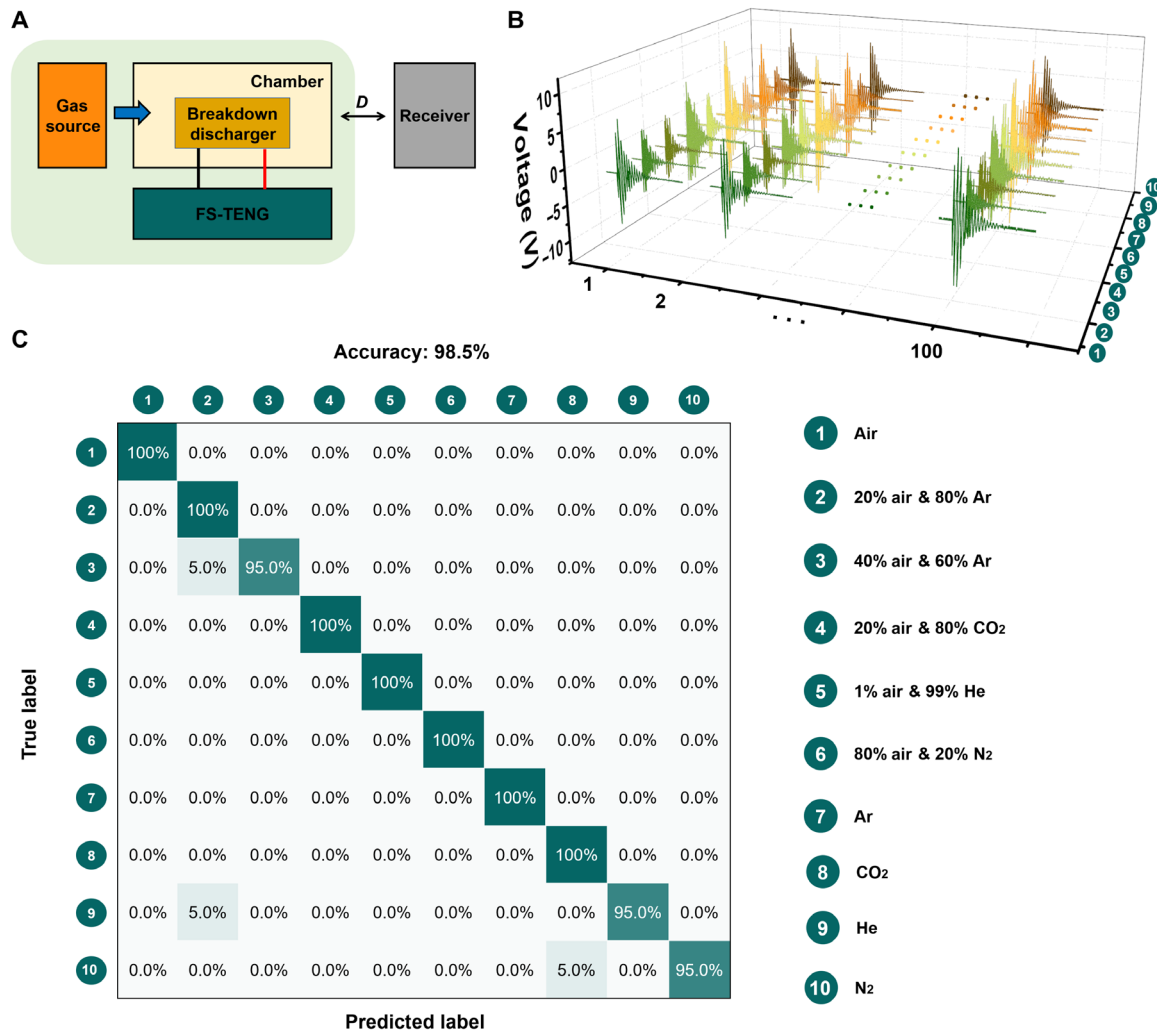 A
Gas
source
Chamber
Breakdown
discharger
D
Receiver
FS-TENG
B
Voltage (V)
10
5
0
-5
-10
1
2
...
100
1
2
3
4
5
6
7
8
9
10
C
Accuracy: 98.5%
1 2 3 4 5 6 7 8 9 10
1 100% 0.0% 0.0% 0.0% 0.0% 0.0% 0.0% 0.0% 0.0% 0.0%
2 0.0% 100% 0.0% 0.0% 0.0% 0.0% 0.0% 0.0% 0.0% 0.0%
3 0.0% 5.0% 95.0% 0.0% 0.0% 0.0% 0.0% 0.0% 0.0% 0.0%
4 0.0% 0.0% 0.0% 100% 0.0% 0.0% 0.0% 0.0% 0.0% 0.0%
5 0.0% 0.0% 0.0% 0.0% 100% 0.0% 0.0% 0.0% 0.0% 0.0%
6 0.0% 0.0% 0.0% 0.0% 0.0% 100% 0.0% 0.0% 0.0% 0.0%
7 0.0% 0.0% 0.0% 0.0% 0.0% 0.0% 100% 0.0% 0.0% 0.0%
8 0.0% 0.0% 0.0% 0.0% 0.0% 0.0% 0.0% 100% 0.0% 0.0%
9 0.0% 5.0% 0.0% 0.0% 0.0% 0.0% 0.0% 0.0% 95.0% 0.0%
10 0.0% 0.0% 0.0% 0.0% 0.0% 0.0% 0.0% 5.0% 0.0% 95.0%
True label
Predicted label
1 Air
2 20% air & 80% Ar
3 40% air & 60% Ar
4 20% air & 80% CO2
5 1% air & 99% He
6 80% air & 20% N2
7 Ar
8 CO2
9 He
10 N2